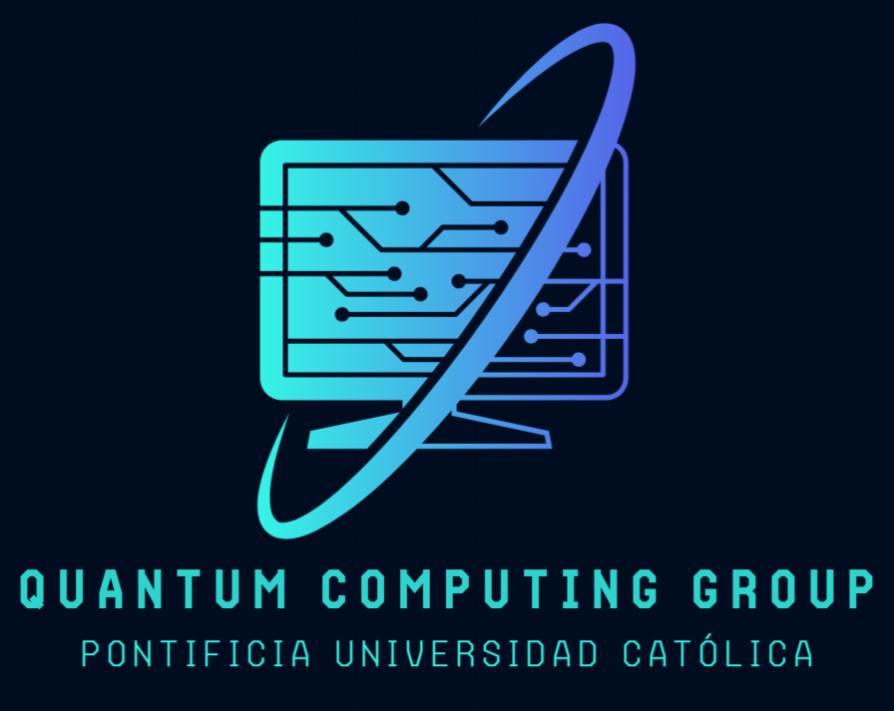 QUANTUM COMPUTING GROUP
PONTIFICIA UNIVERSIDAD CATÓLICA